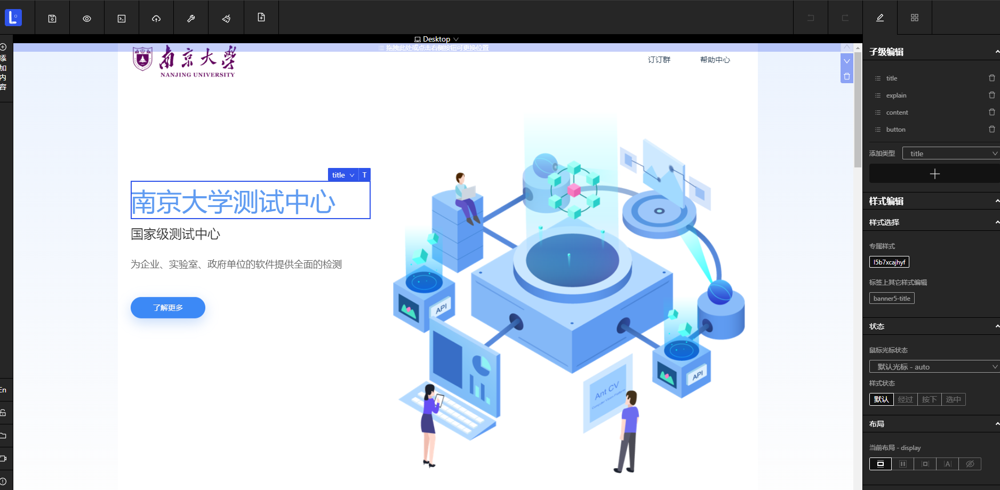 Desktop
添加内容
拖拽此处或点击右侧按钮可更换位置
南京大学
NANJING UNIVERSITY
订订群
帮助中心
title
T
南京大学测试中心
国家级测试中心
为企业、实验室、政府单位的软件提供全面的检测
了解更多
API
API
Ant CV
En
子级编辑
title
explain
content
button
添加类型
title
样式编辑
样式选择
专属样式
l5b7xcajhyf
标签上其它样式编辑
banner5-title
状态
鼠标光标状态
默认光标 - auto
样式状态
默认 经过 按下 选中
布局
当前布局 - display
A